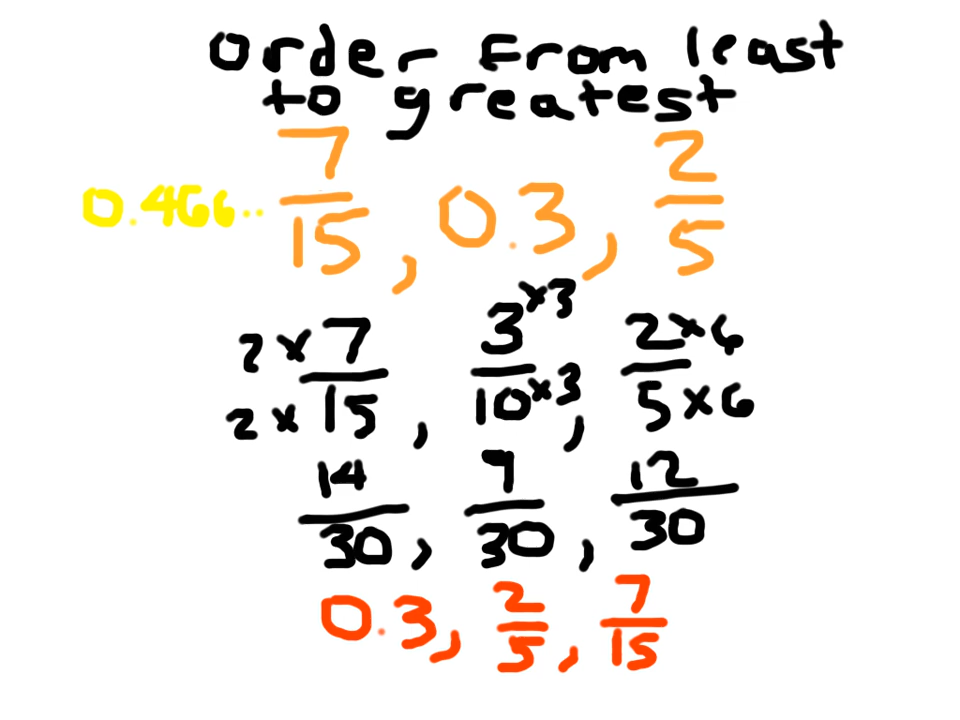 order from least
to greatest
0.466.. 7/15, 0.3, 2/5
2 x 7 / 2 x 15, 3 x 3 / 10 x 3, 2 x 6 / 5 x 6
14/30, 9/30, 12/30
0.3, 2/5, 7/15